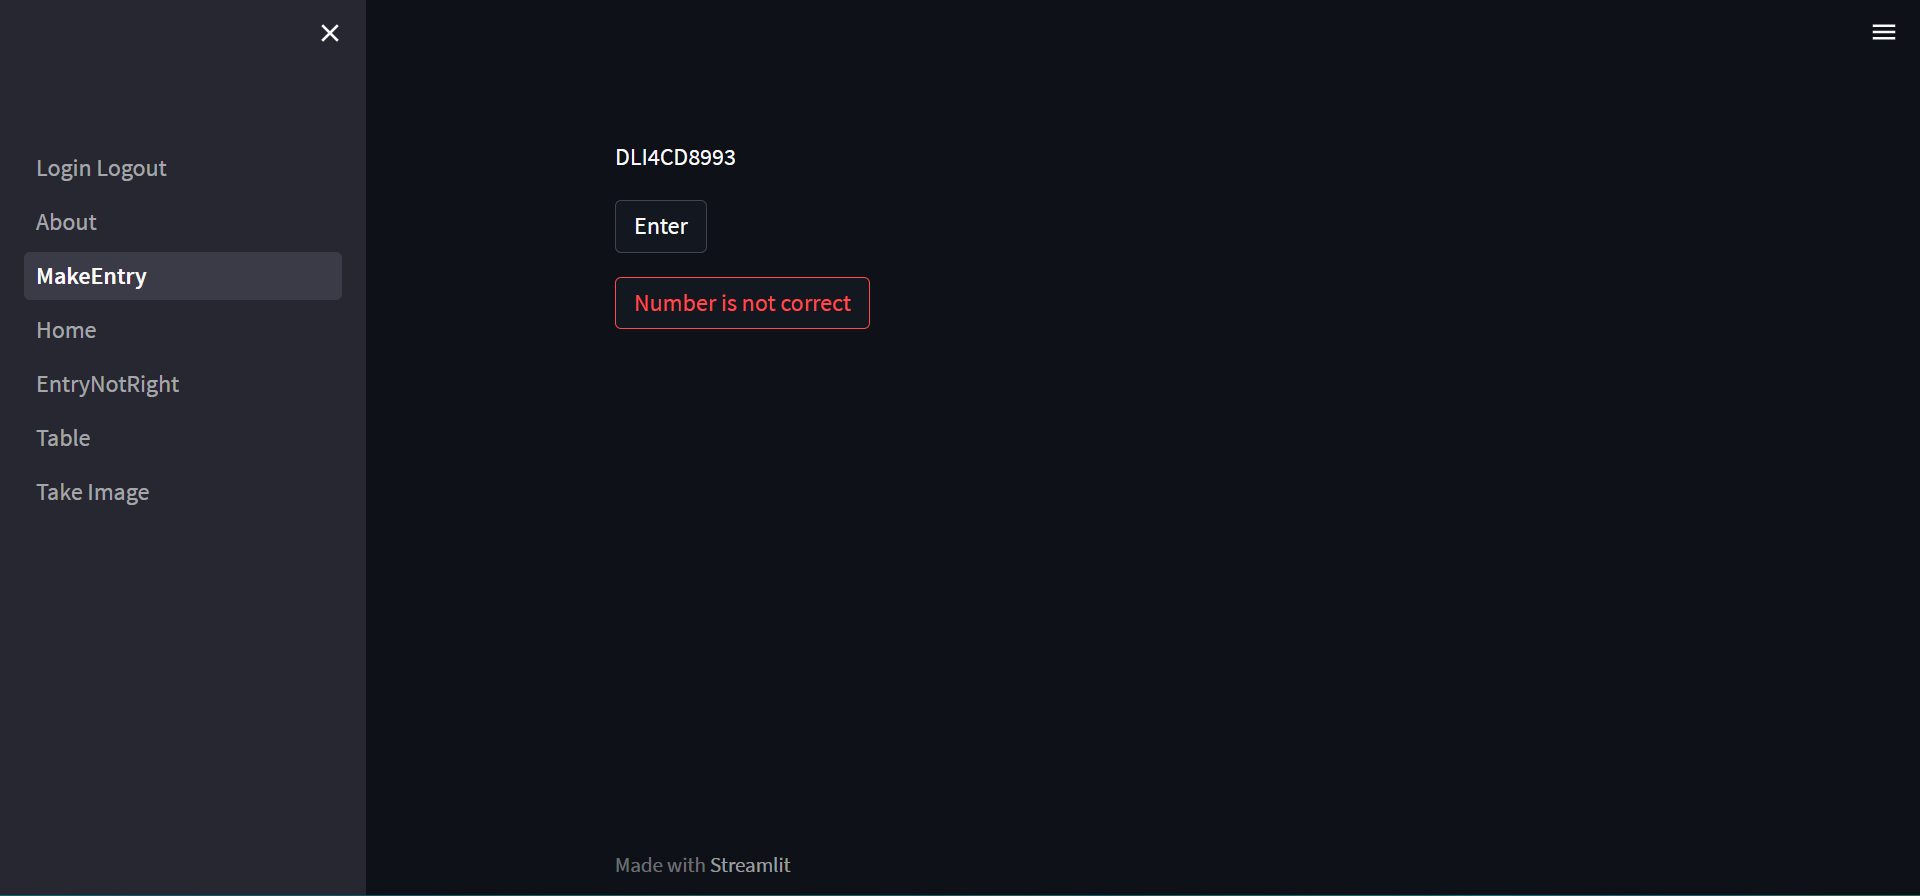 Login Logout
About
MakeEntry
Home
EntryNotRight
Table
Take Image
DLI4CD8993
Enter
Number is not correct
Made with Streamlit